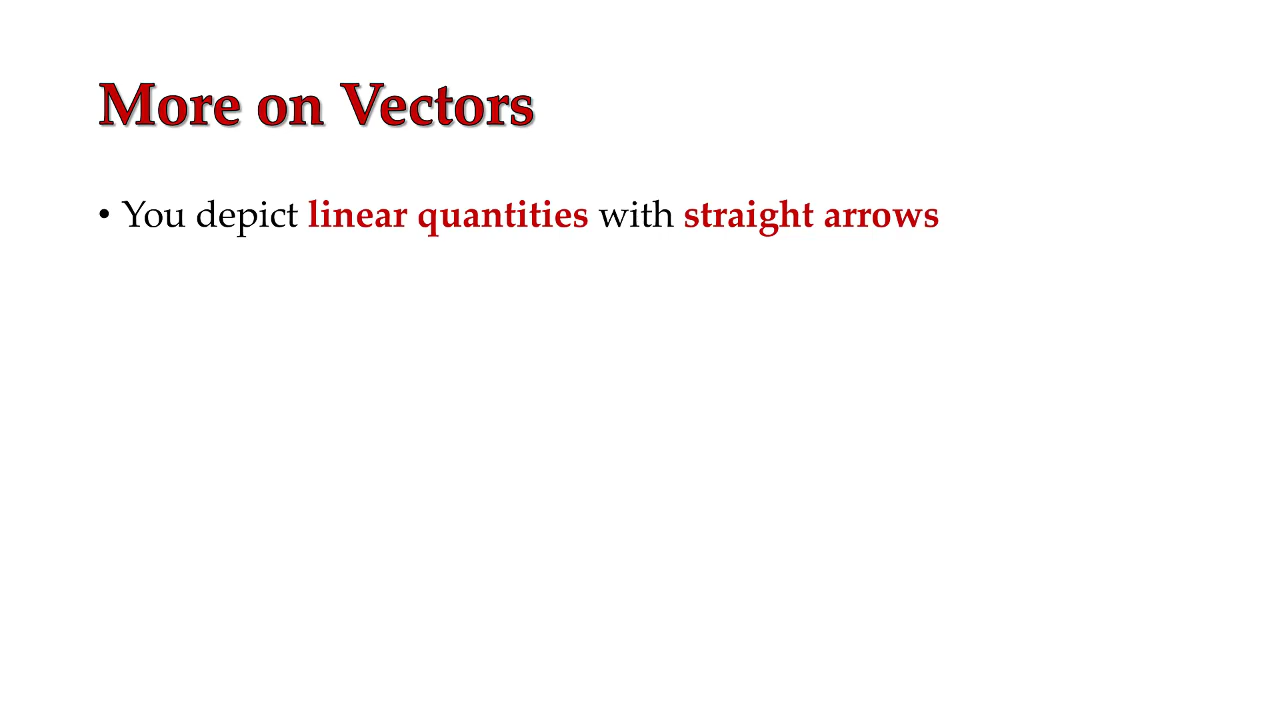 More on Vectors
• You depict linear quantities with straight arrows